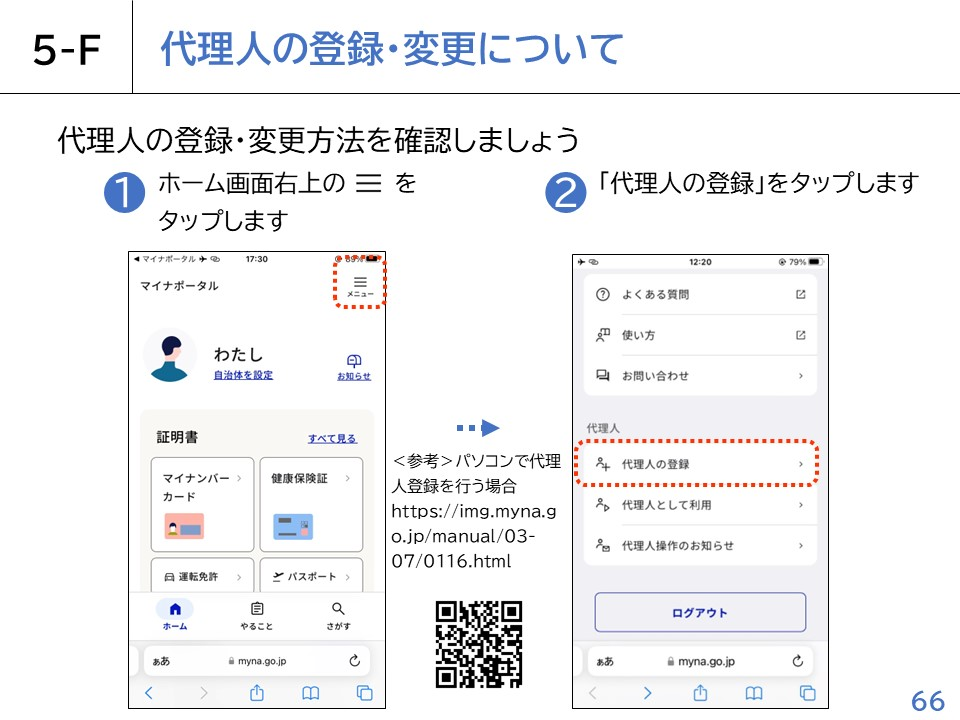 5-F
代理人の登録・変更について
代理人の登録・変更方法を確認しましょう
1
ホーム画面右上の ☰ を
タップします
マイナポータル
17:30
89%
マイナポータル
メニュー
わたし
自治体を設定
お知らせ
証明書
すべて見る
マイナンバー
カード
健康保険証
運転免許
パスポート
ホーム
やること
さがす
ぁあ
myna.go.jp
<参考>パソコンで代理
人登録を行う場合
https://img.myna.g
o.jp/manual/03-
07/0116.html
2
「代理人の登録」をタップします
12:20
79%
よくある質問
使い方
お問い合わせ
代理人
代理人の登録
代理人として利用
代理人操作のお知らせ
ログアウト
ぁあ
myna.go.jp
66